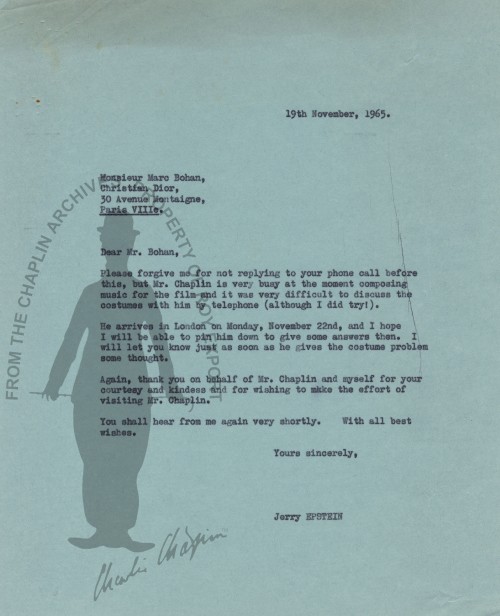 19th November, 1965.
Monsieur Marc Bohan,
Christian Dior,
30 Avenue Montaigne,
Paris VIIIe.
Dear Mr. Bohan,
Please forgive me for not replying to your phone call before
this, but Mr. Chaplin is very busy at the moment composing
music for the film and it was very difficult to discuss the
costumes with him by telephone (although I did try!).
He arrives in London on Monday, November 22nd, and I hope
I will be able to pin him down to give some answers then. I
will let you know just as soon as he gives the costume problem
some thought.
Again, thank you on behalf of Mr. Chaplin and myself for your
courtesy and kindess and for wishing to make the effort of
visiting Mr. Chaplin.
You shall hear from me again very shortly. With all best
wishes.
Yours sincerely,
Jerry EPSTEIN
FROM THE CHAPLIN ARCHIVES PROPERTY OF ROY EXPORT
Charlie Chaplin